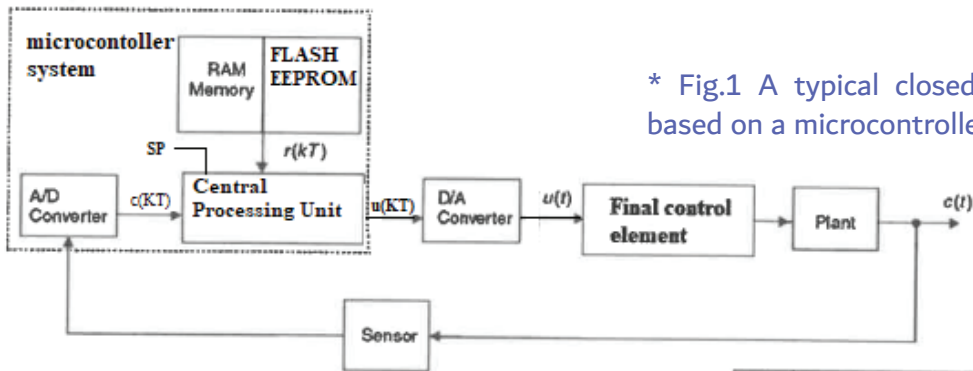 microcontoller
system
RAM
Memory
FLASH
EEPROM
* Fig.1 A typical closed
based on a microcontrolle
SP
r(kT)
A/D
Converter
c(KT)
Central
Processing Unit
u(KT)
D/A
Converter
u(t)
Final control
element
Plant
c(t)
Sensor